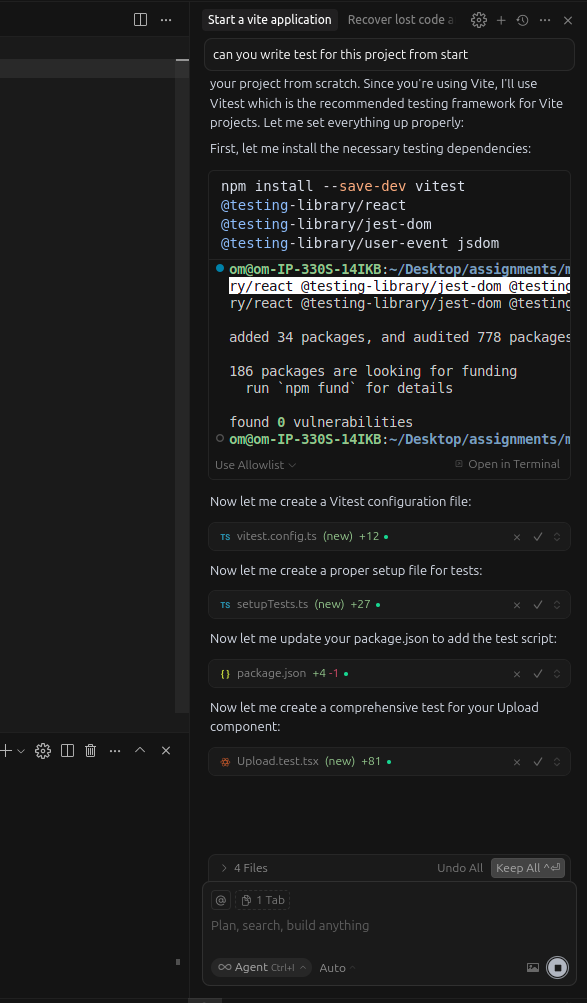 Start a vite application Recover lost code a
can you write test for this project from start
your project from scratch. Since you're using Vite, I'll use
Vitest which is the recommended testing framework for Vite
projects. Let me set everything up properly:
First, let me install the necessary testing dependencies:
npm install --save-dev vitest
@testing-library/react
@testing-library/jest-dom
@testing-library/user-event jsdom
om@om-IP-330S-14IKB:~/Desktop/assignments/m
ry/react @testing-library/jest-dom @testing
ry/react @testing-library/jest-dom @testing
added 34 packages, and audited 778 packages
186 packages are looking for funding
run `npm fund` for details
found 0 vulnerabilities
om@om-IP-330S-14IKB:~/Desktop/assignments/m
Use Allowlist Open in Terminal
Now let me create a Vitest configuration file:
TS vitest.config.ts (new) +12
Now let me create a proper setup file for tests:
TS setupTests.ts (new) +27
Now let me update your package.json to add the test script:
{} package.json +4 -1
Now let me create a comprehensive test for your Upload
component:
Upload.test.tsx (new) +81
4 Files Undo All Keep All ^⏎
@ 1 Tab
Plan, search, build anything
∞ Agent Ctrl+I Auto